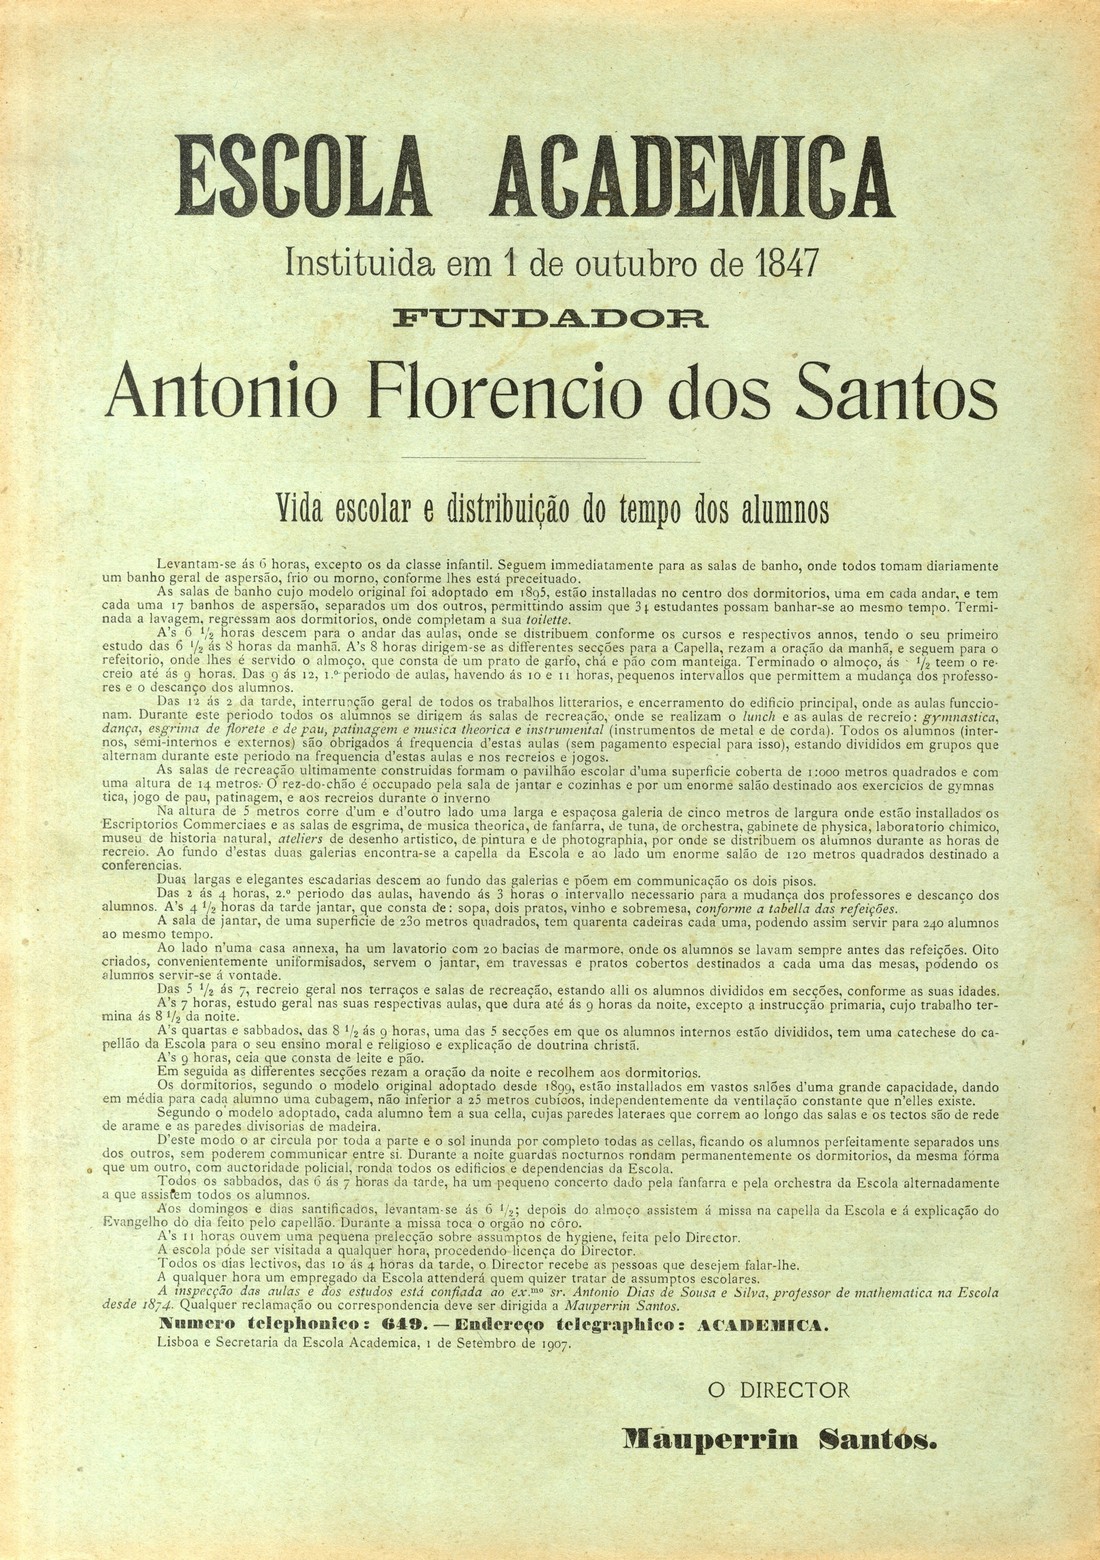 ESCOLA ACADEMICA
Instituida em 1 de outubro de 1847
FUNDADOR
Antonio Florencio dos Santos
Vida escolar e distribuição do tempo dos alumnos
Levantam-se ás 6 horas, excepto os da classe infantil. Seguem immediatamente para as salas de banho, onde todos tomam diariamente
um banho geral de aspersão, frio ou morno, conforme lhes está preceituado.
As salas de banho cujo modelo original foi adoptado em 1895, estão installadas no centro dos dormitorios, uma em cada andar, e tem
cada uma 17 banhos de aspersão, separados um dos outros, permittindo assim que 34 estudantes possam banhar-se ao mesmo tempo. Termi-
nada a lavagem, regressam aos dormitorios, onde completam a sua toilette.
A's 6 1/2 horas descem para o andar das aulas, onde se distribuem conforme os cursos e respectivos annos, tendo o seu primeiro
estudo das 6 1/2 ás 8 horas da manhã. A's 8 horas dirigem-se as differentes secções para a Capella, rezam a oração da manhã, e seguem para o
refeitorio, onde lhes é servido o almoço, que consta de um prato de garfo, chá e pão com manteiga. Terminado o almoço, ás 1/2 teem o re-
creio até ás 9 horas. Das 9 ás 12, 1.º periodo de aulas, havendo ás 10 e 11 horas, pequenos intervallos que permittem a mudança dos professo-
res e o descanço dos alumnos.
Das 12 ás 2 da tarde, interrupção geral de todos os trabalhos litterarios, e encerramento do edificio principal, onde as aulas funccio-
nam. Durante este periodo todos os alumnos se dirigem ás salas de recreação, onde se realizam o lunch e as aulas de recreio: gymnastica,
dança, esgrima de florete e de pau, patinagem e musica theorica e instrumental (instrumentos de metal e de corda). Todos os alumnos (inter-
nos, semi-internos e externos) são obrigados á frequencia d'estas aulas (sem pagamento especial para isso), estando divididos em grupos que
alternam durante este periodo na frequencia d'estas aulas e nos recreios e jogos.
As salas de recreação ultimamente construidas formam o pavilhão escolar d'uma superficie coberta de 1:000 metros quadrados e com
uma altura de 14 metros. O rez-do-chão é occupado pela sala de jantar e cozinhas e por um enorme salão destinado aos exercicios de gymnas
tica, jogo de pau, patinagem, e aos recreios durante o inverno
Na altura de 5 metros corre d'um e d'outro lado uma larga e espaçosa galeria de cinco metros de largura onde estão installados os
Escriptorios Commerciaes e as salas de esgrima, de musica theorica, de fanfarra, de tuna, de orchestra, gabinete de physica, laboratorio chimico,
museu de historia natural, ateliers de desenho artistico, de pintura e de photographia, por onde se distribuem os alumnos durante as horas de
recreio. Ao fundo d'estas duas galerias encontra-se a capella da Escola e ao lado um enorme salão de 120 metros quadrados destinado a
conferencias.
Duas largas e elegantes escadarias descem ao fundo das galerias e põem em communicação os dois pisos.
Das 2 ás 4 horas, 2.º periodo das aulas, havendo ás 3 horas o intervallo necessario para a mudança dos professores e descanço dos
alumnos. A's 4 1/2 horas da tarde jantar, que consta de: sopa, dois pratos, vinho e sobremesa, conforme a tabella das refeições.
A sala de jantar, de uma superficie de 230 metros quadrados, tem quarenta cadeiras cada uma, podendo assim servir para 240 alumnos
ao mesmo tempo.
Ao lado n'uma casa annexa, ha um lavatorio com 20 bacias de marmore, onde os alumnos se lavam sempre antes das refeições. Oito
criados, convenientemente uniformisados, servem o jantar, em travessas e pratos cobertos destinados a cada uma das mesas, podendo os
alumnos servir-se á vontade.
Das 5 1/2 ás 7, recreio geral nos terraços e salas de recreação, estando alli os alumnos divididos em secções, conforme as suas idades.
A's 7 horas, estudo geral nas suas respectivas aulas, que dura até ás 9 horas da noite, excepto a instrucção primaria, cujo trabalho ter-
mina ás 8 1/2 da noite.
A's quartas e sabbados, das 8 1/2 ás 9 horas, uma das 5 secções em que os alumnos internos estão divididos, tem uma catechese do ca-
pellão da Escola para o seu ensino moral e religioso e explicação de doutrina christã.
A's 9 horas, ceia que consta de leite e pão.
Em seguida as differentes secções rezam a oração da noite e recolhem aos dormitorios.
Os dormitorios, segundo o modelo original adoptado desde 1899, estão installados em vastos salões d'uma grande capacidade, dando
em média para cada alumno uma cubagem, não inferior a 25 metros cubicos, independentemente da ventilação constante que n'elles existe.
Segundo o modelo adoptado, cada alumno tem a sua cella, cujas paredes lateraes que correm ao longo das salas e os tectos são de rede
de arame e as paredes divisorias de madeira.
D'este modo o ar circula por toda a parte e o sol inunda por completo todas as cellas, ficando os alumnos perfeitamente separados uns
dos outros, sem poderem communicar entre si. Durante a noite guardas nocturnos rondam permanentemente os dormitorios, da mesma fórma
que um outro, com auctoridade policial, ronda todos os edificios e dependencias da Escola.
Todos os sabbados, das 6 ás 7 horas da tarde, ha um pequeno concerto dado pela fanfarra e pela orchestra da Escola alternadamente
a que assistem todos os alumnos.
Aos domingos e dias santificados, levantam-se ás 6 1/2; depois do almoço assistem á missa na capella da Escola e á explicação do
Evangelho do dia feito pelo capellão. Durante a missa toca o orgão no côro.
A's 11 horas ouvem uma pequena prelecção sobre assumptos de hygiene, feita pelo Director.
A escola póde ser visitada a qualquer hora, procedendo licença do Director.
Todos os dias lectivos, das 10 ás 4 horas da tarde, o Director recebe as pessoas que desejem falar-lhe.
A qualquer hora um empregado da Escola attenderá quem quizer tratar de assumptos escolares.
A inspecção das aulas e dos estudos está confiada ao ex.mo sr. Antonio Dias de Sousa e Silva, professor de mathematica na Escola
desde 1874. Qualquer reclamação ou correspondencia deve ser dirigida a Mauperrin Santos.
Numero telephonico: 649. — Endereço telegraphico: ACADEMICA.
Lisboa e Secretaria da Escola Academica, 1 de Setembro de 1907.
O DIRECTOR
Mauperrin Santos.